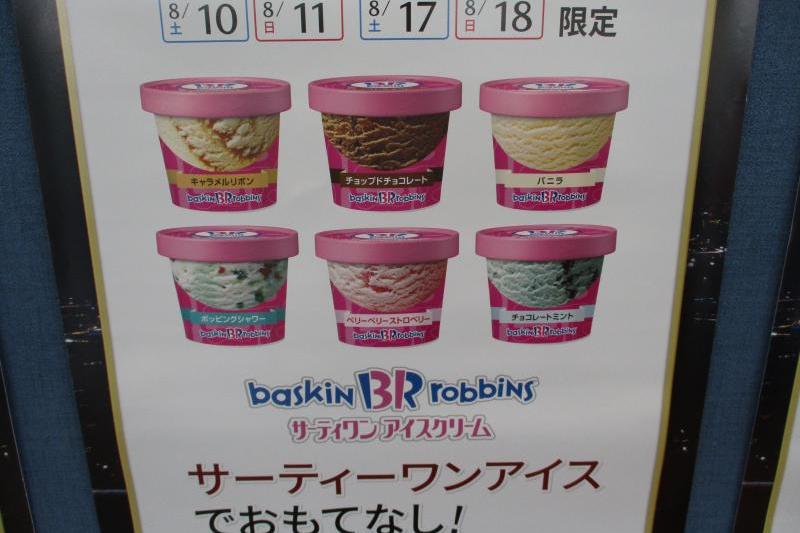 8/10 土 8/11 日 8/17 土 8/18 日 限定
キャラメルリボン
baskin BR robbins
チョップドチョコレート
baskin BR robbins
バニラ
baskin BR robbins
ポッピングシャワー
baskin BR robbins
ベリーベリーストロベリー
baskin BR robbins
チョコレートミント
baskin BR robbins
baskin BR robbins
サーティワン アイスクリーム
サーティーワンアイス
でおもてなし!